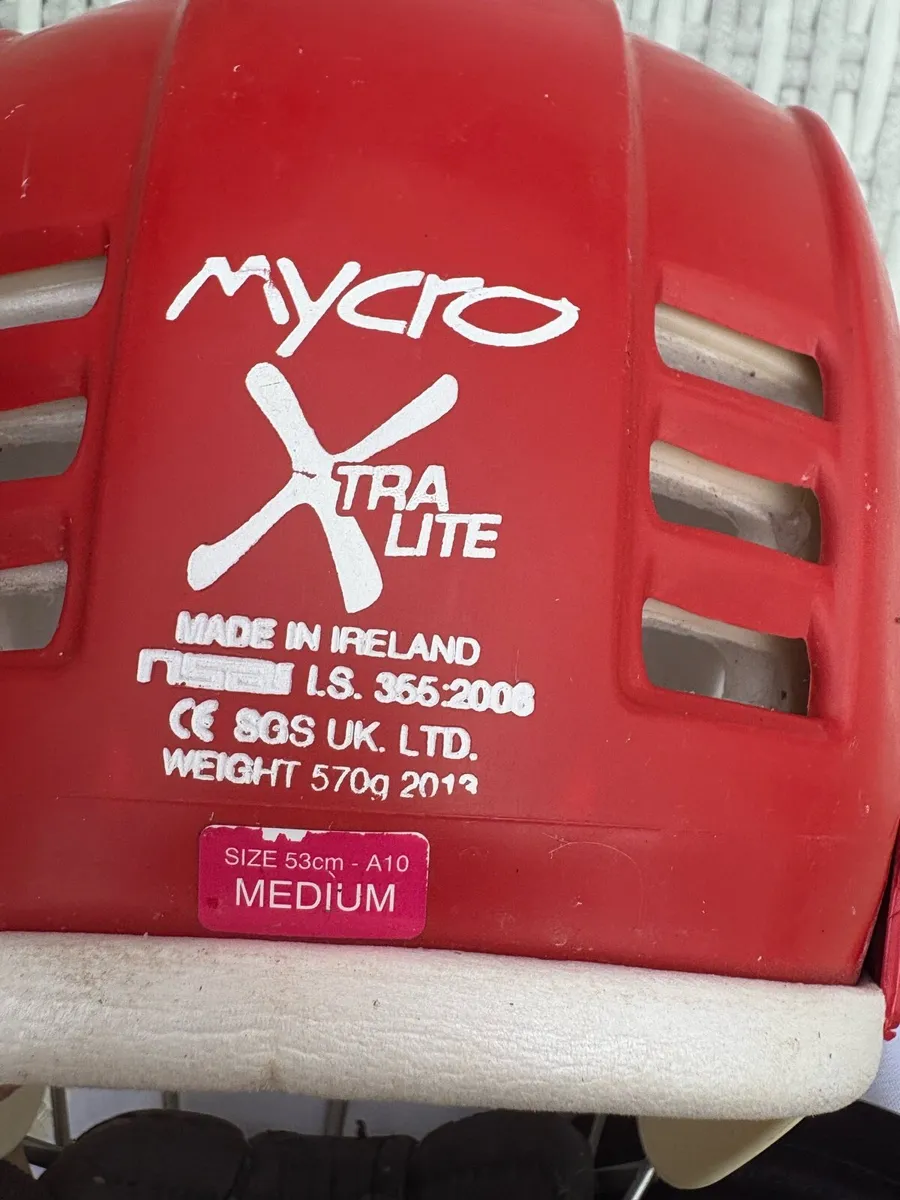 mycro
XTRA
LITE
MADE IN IRELAND
nsai I.S. 355:2006
CE SGS UK. LTD.
WEIGHT 570g 2013
SIZE 53cm - A10
MEDIUM